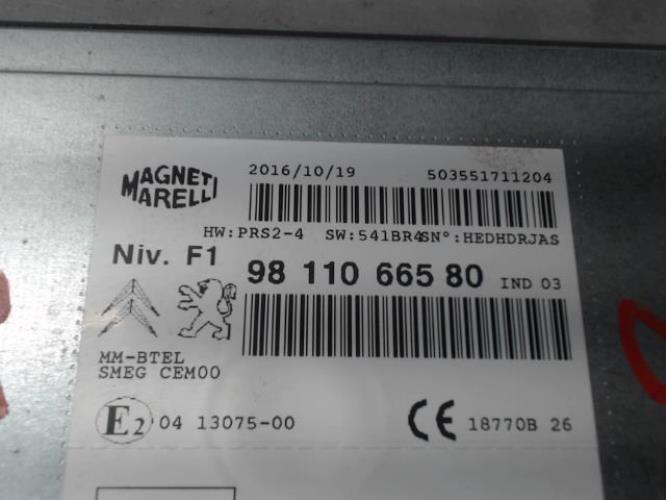 MAGNETI
MARELLI
2016/10/19 503551711204
HW:PRS2-4 SW:541BR4SN°:HEDHDRJAS
Niv. F1
98 110 665 80 IND 03
MM-BTEL
SMEG CEM00
E2 04 13075-00
CE 18770B 26